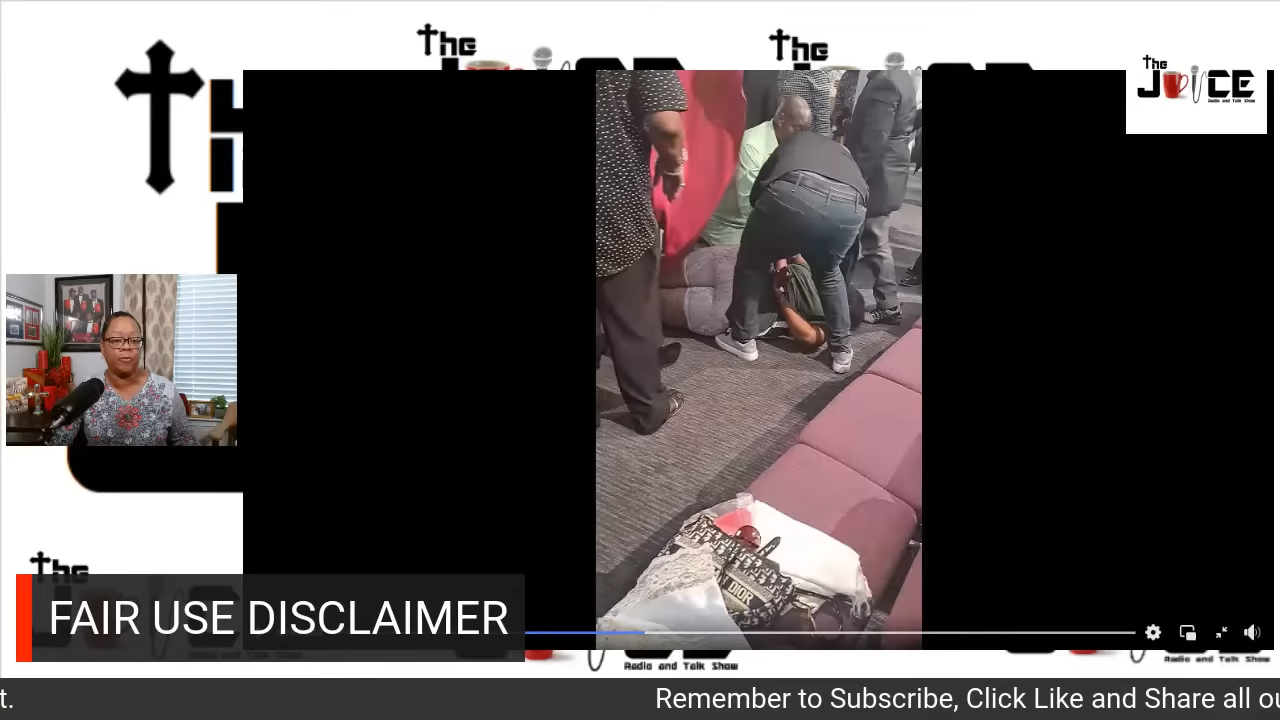 The
The
The
JOYCE
Radio and Talk Show
DIOR
The
FAIR USE DISCLAIMER
Radio and Talk Show
Radio and Talk Show
t.
Remember to Subscribe, Click Like and Share all ou